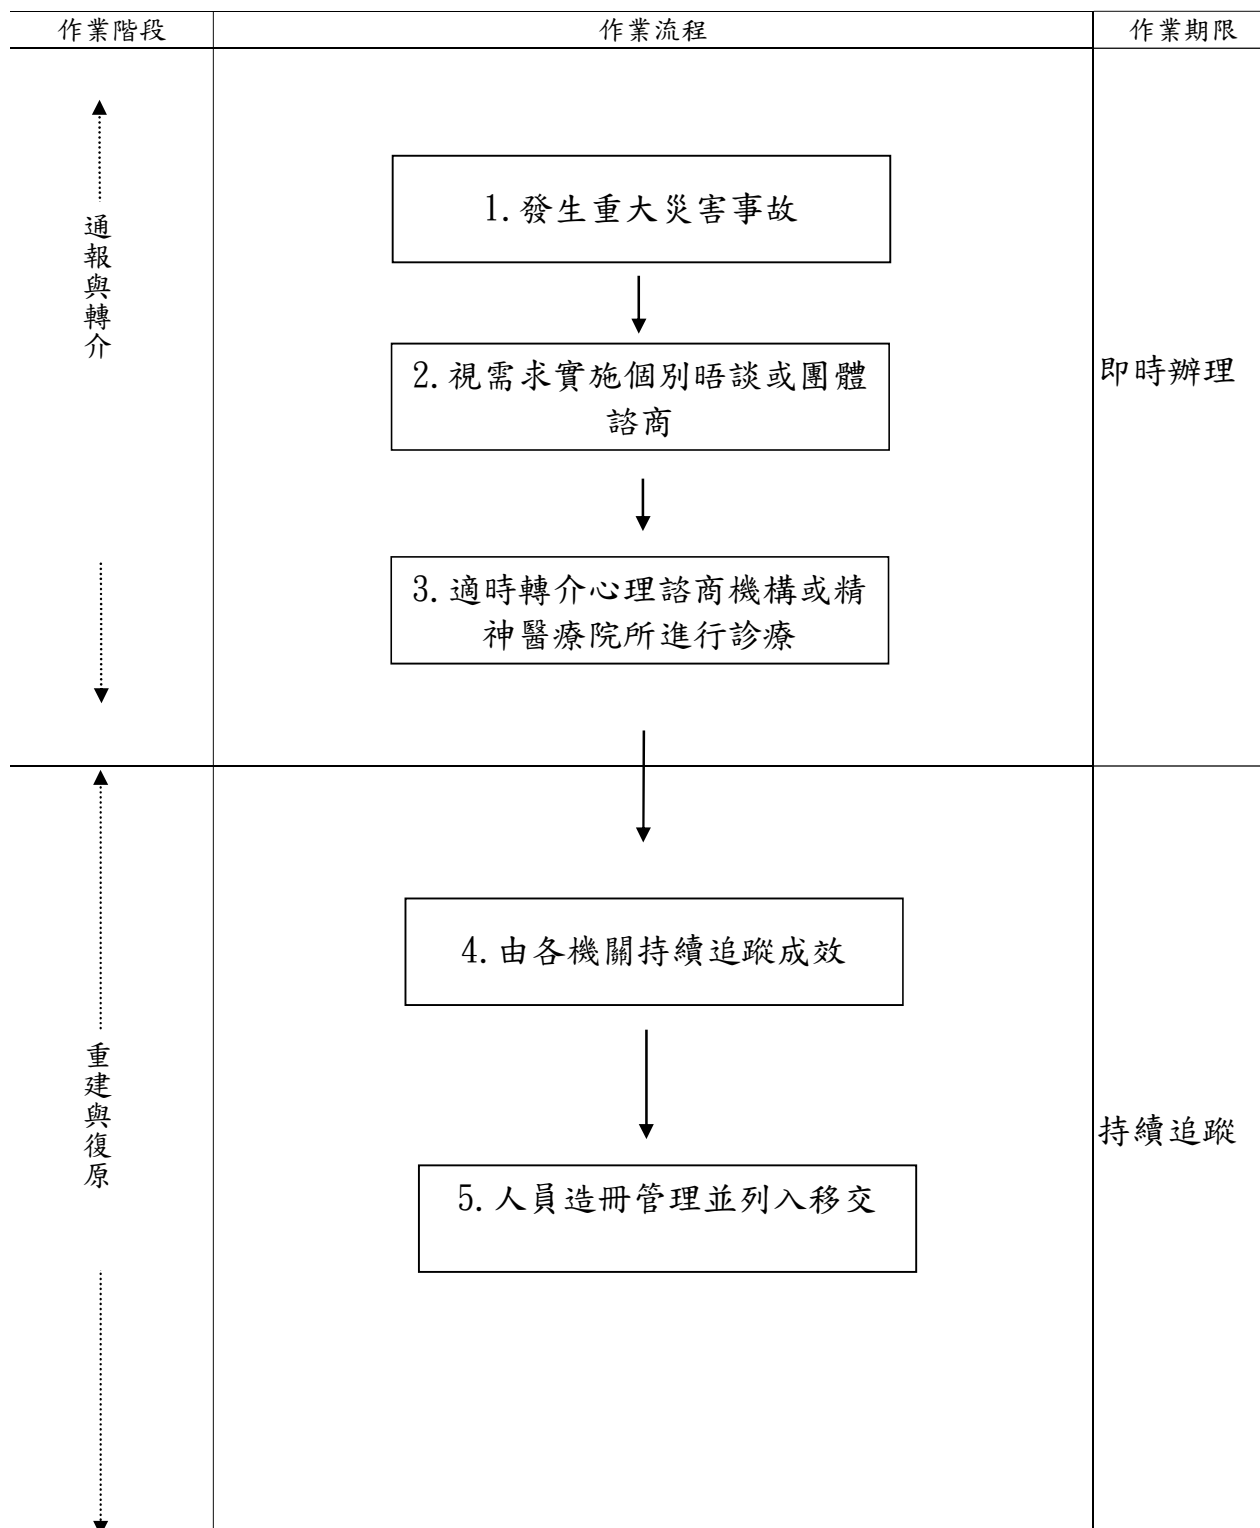 作業階段
作業流程
作業期限
通報與轉介
1.發生重大災害事故
2.視需求實施個別晤談或團體
諮商
3.適時轉介心理諮商機構或精
神醫療院所進行診療
即時辦理
重建與復原
4.由各機關持續追蹤成效
5.人員造冊管理並列入移交
持續追蹤